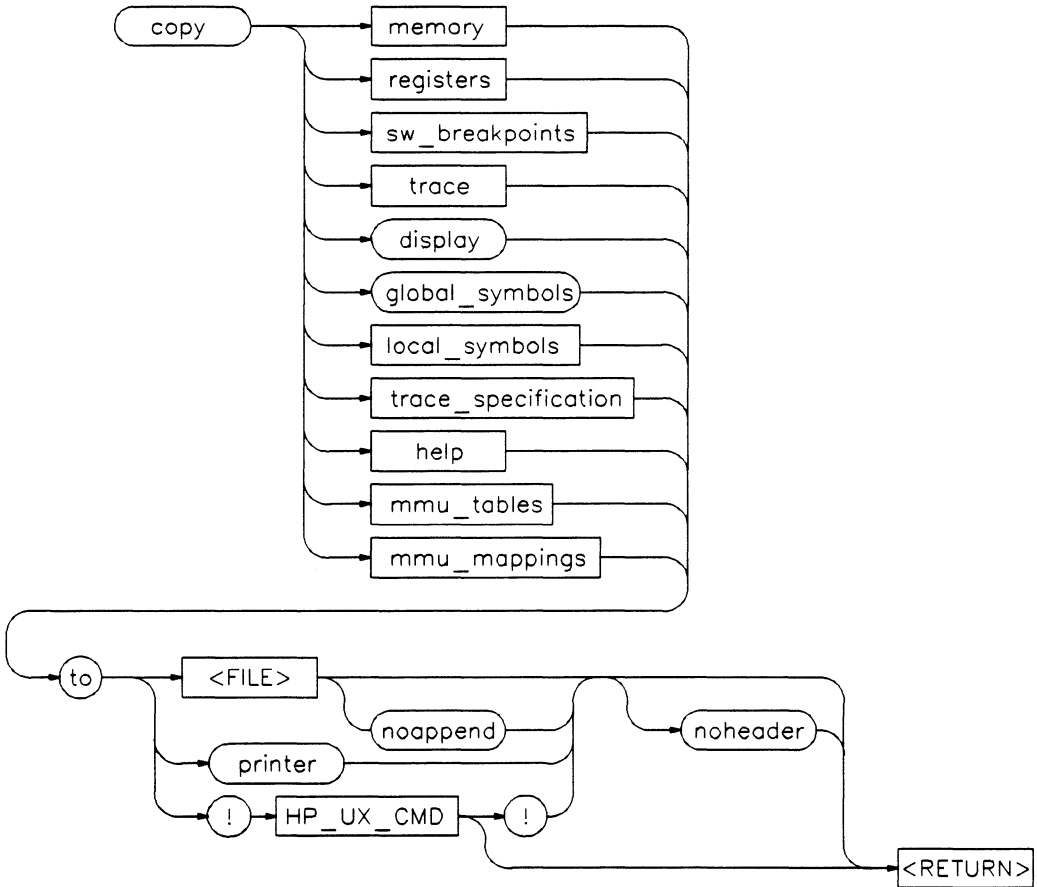 copy
memory
registers
sw_breakpoints
trace
display
global_symbols
local_symbols
trace_specification
help
mmu_tables
mmu_mappings
to
<FILE>
noappend
noheader
printer
! HP_UX_CMD !
<RETURN>